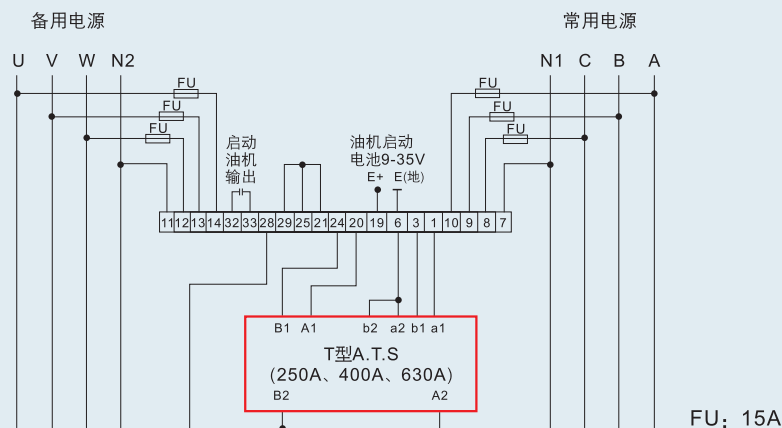 备用电源
常用电源
U V W N2
N1 C B A
FU
FU
FU
FU
FU
FU
启动
油机
输出
油机启动
电池9-35V
E+ E(地)
11 12 13 14 32 33 28 29 25 21 24 20 19 6 3 1 10 9 8 7
B1 A1 b2 a2 b1 a1
T型A.T.S
(250A、400A、630A)
B2 A2
FU：15A